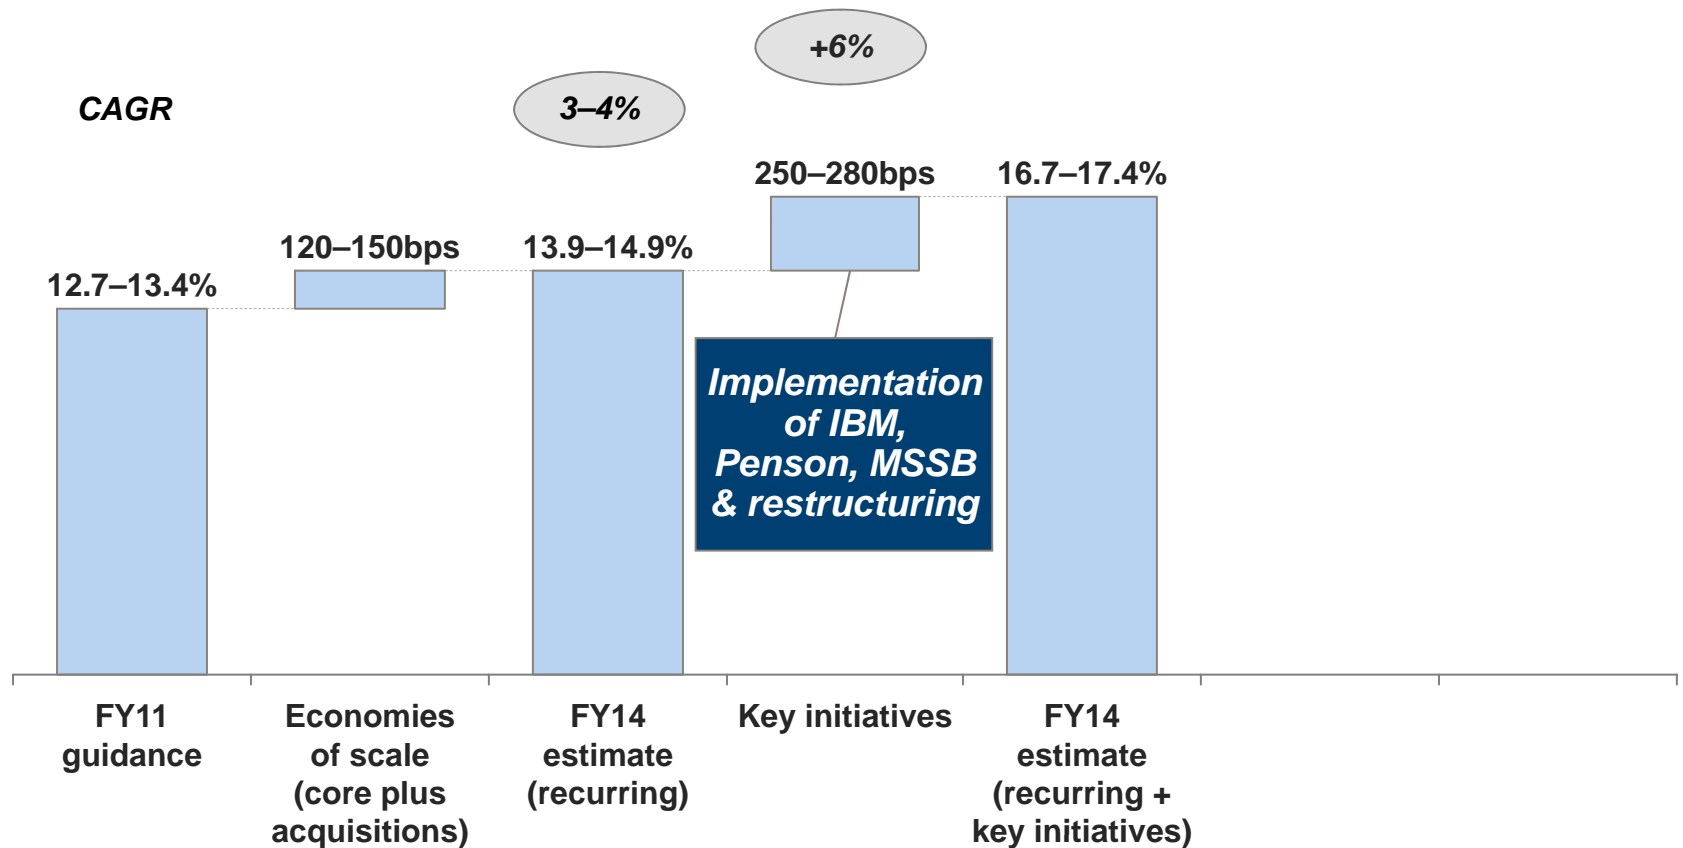 +6%
CAGR
3–4%
250–280bps
16.7–17.4%
120–150bps
13.9–14.9%
12.7–13.4%
Implementation
of IBM,
Penson, MSSB
& restructuring
FY11
guidance
Economies
of scale
(core plus
acquisitions)
FY14
estimate
(recurring)
Key initiatives
FY14
estimate
(recurring +
key initiatives)